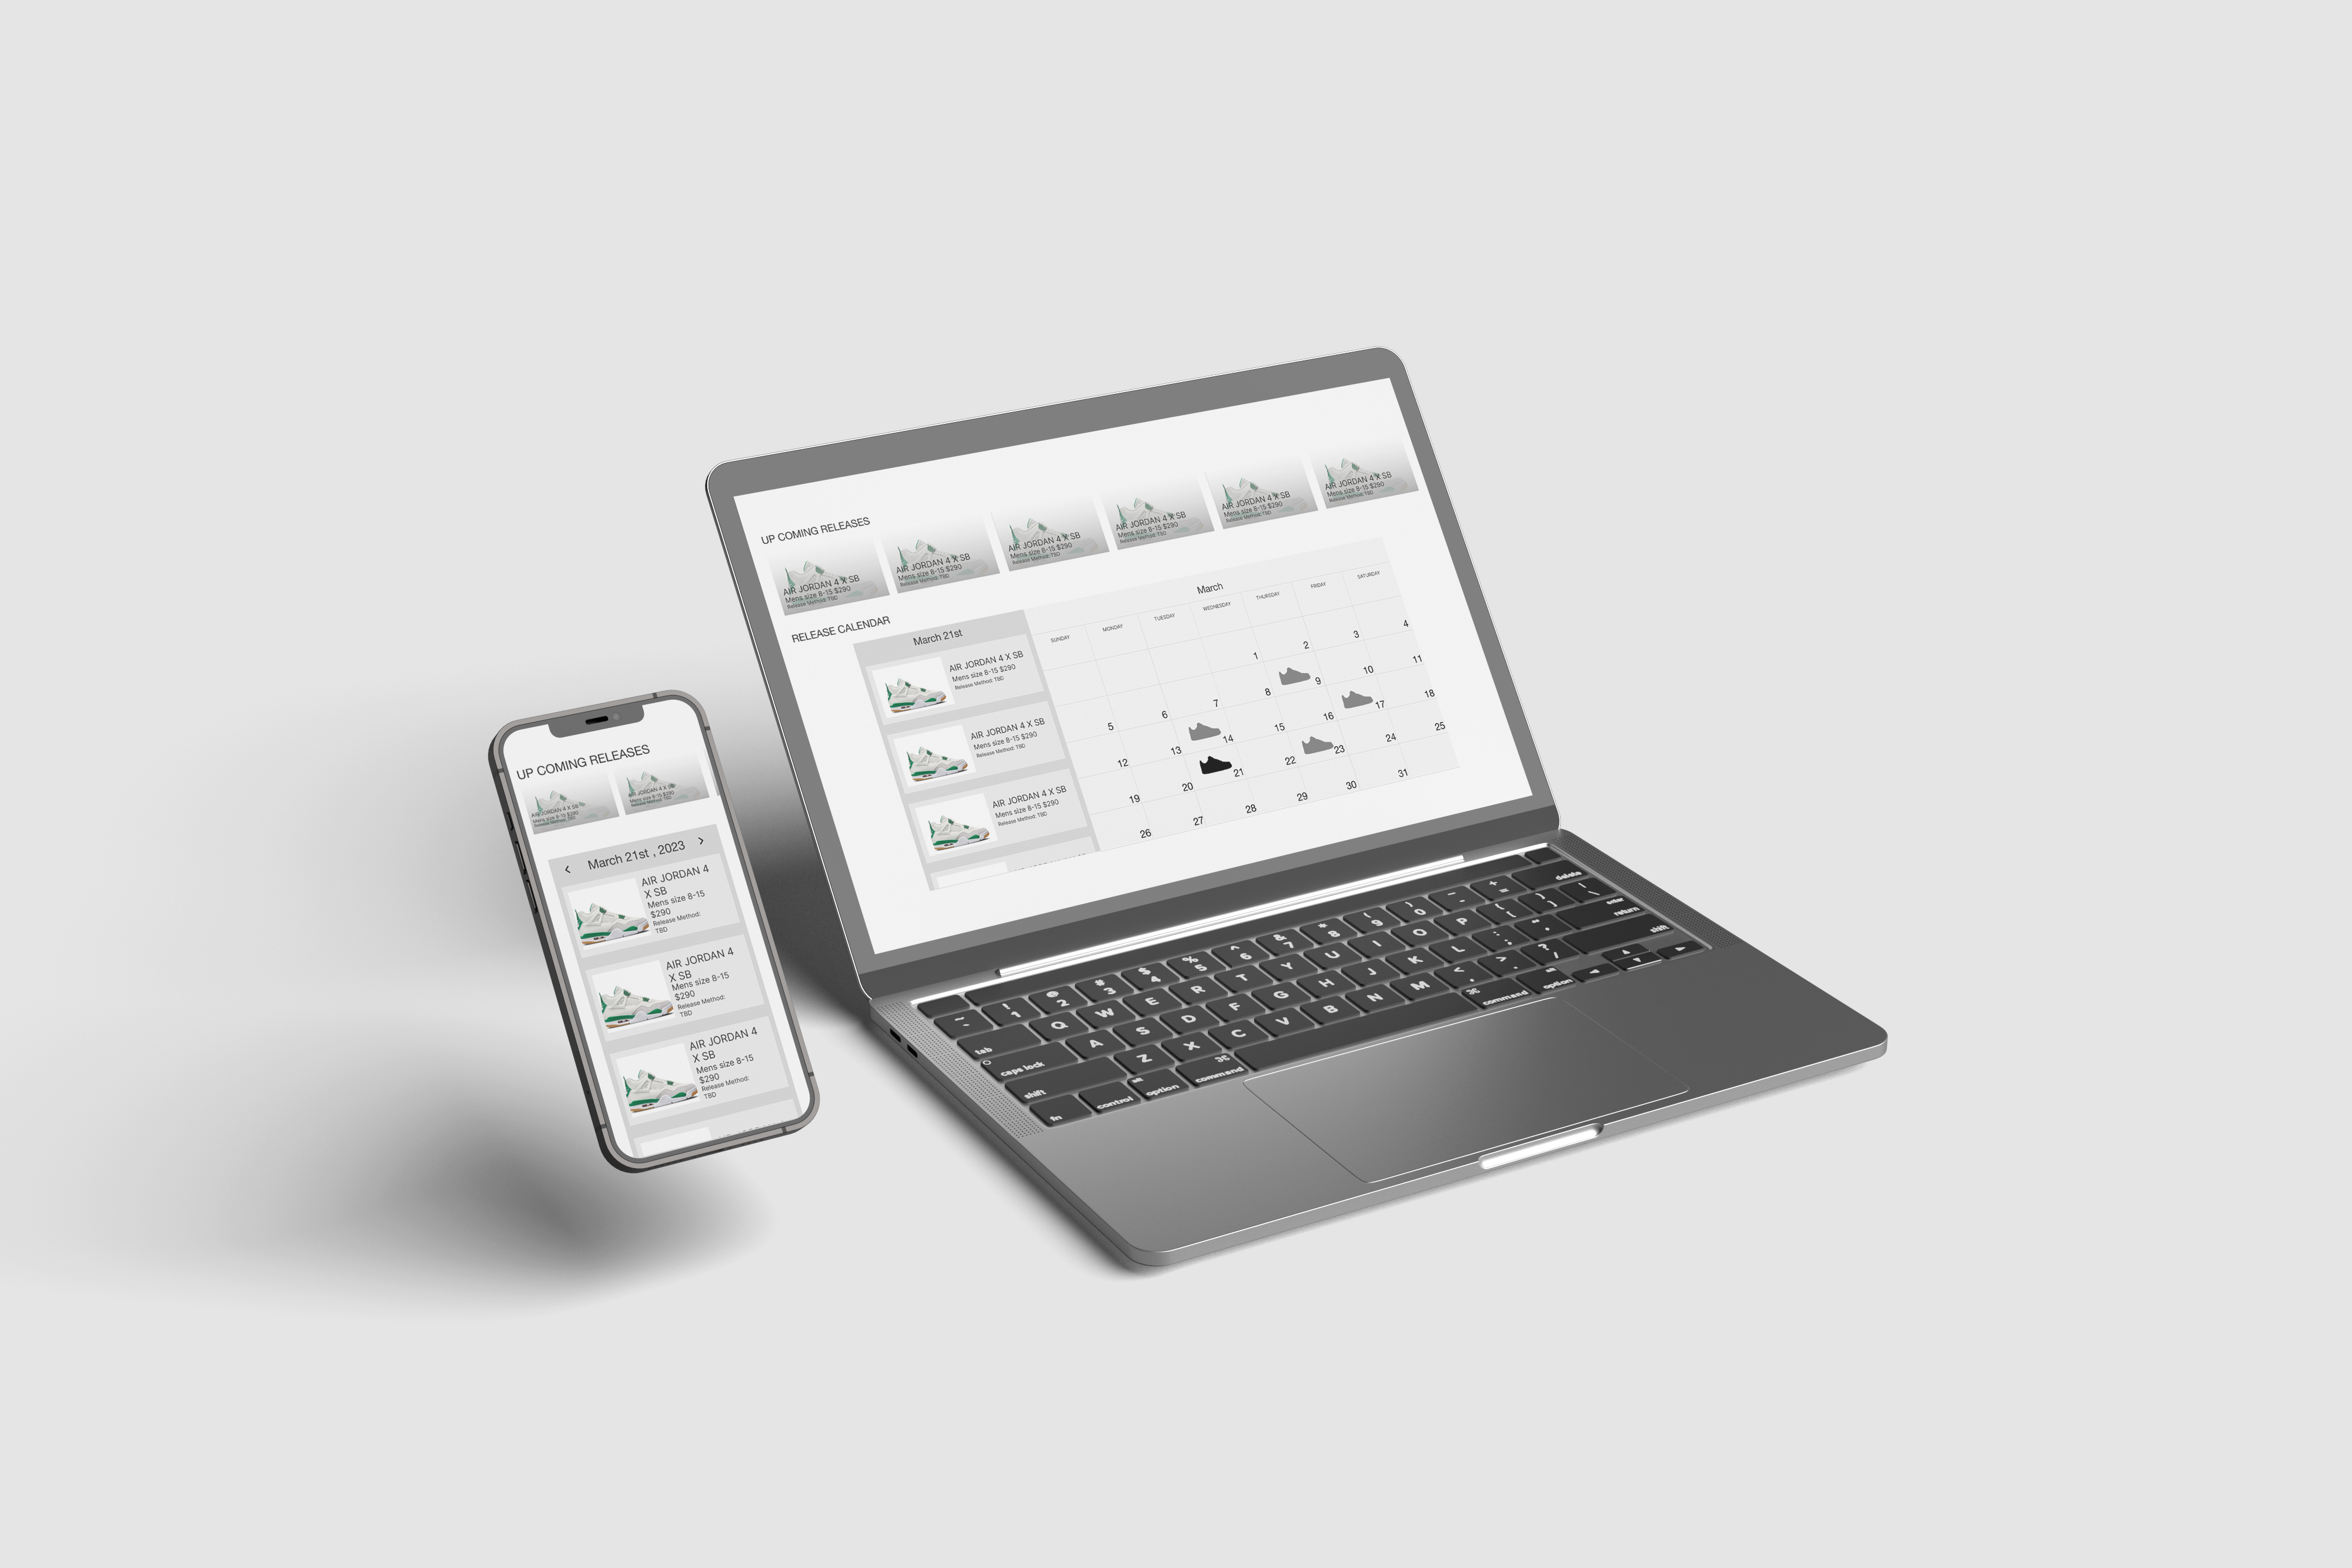 UP COMING RELEASES
AIR JORDAN 4 X SB
Mens size 8-15 $290
Release Method: TBD
AIR JORDAN 4 X SB
Mens size 8-15 $290
Release Method: TBD
AIR JORDAN 4 X SB
Mens size 8-15 $290
Release Method: TBD
AIR JORDAN 4 X SB
Mens size 8-15 $290
Release Method: TBD
AIR JORDAN 4 X SB
Mens size 8-15 $290
Release Method: TBD
AIR JORDAN 4 X SB
Mens size 8-15 $290
Release Method: TBD
RELEASE CALENDAR
March 21st
AIR JORDAN 4 X SB
Mens size 8-15 $290
Release Method: TBD
AIR JORDAN 4 X SB
Mens size 8-15 $290
Release Method: TBD
AIR JORDAN 4 X SB
Mens size 8-15 $290
Release Method: TBD
March
SUNDAY MONDAY TUESDAY WEDNESDAY THURSDAY FRIDAY SATURDAY
1 2 3 4
5 6 7 8 9 10 11
12 13 14 15 16 17 18
19 20 21 22 23 24 25
26 27 28 29 30 31
UP COMING RELEASES
AIR JORDAN 4 X SB
Mens size 8-15 $290
Release Method: TBD
AIR JORDAN 4 X SB
Mens size 8-15 $290
Release Method: TBD
< March 21st , 2023 >
AIR JORDAN 4
X SB
Mens size 8-15
$290
Release Method:
TBD
AIR JORDAN 4
X SB
Mens size 8-15
$290
Release Method:
TBD
AIR JORDAN 4
X SB
Mens size 8-15
$290
Release Method:
TBD
~ ! @ # $ % ^ & * ( ) _ + delete
` 1 2 3 4 5 6 7 8 9 0 - =
tab Q W E R T Y U I O P { [ } ] | \
caps lock A S D F G H J K L : ; " ' enter return
shift Z X C V B N M < , > . ? / shift
fn control alt option ⌘ command ⌘ command alt option ◀ ▲ ▼ ▶